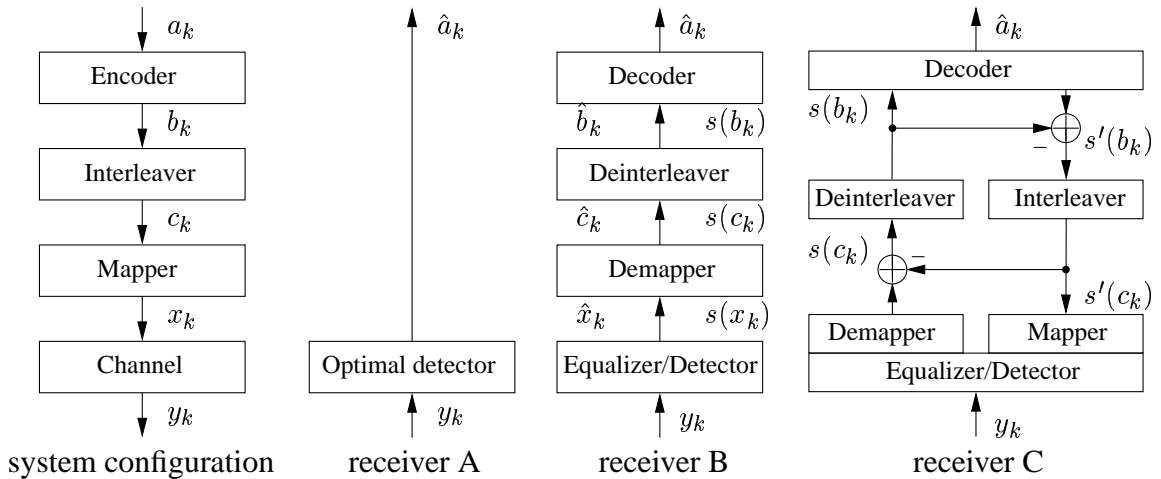 a_k
Encoder
b_k
Interleaver
c_k
Mapper
x_k
Channel
y_k
system configuration
â_k
Optimal detector
y_k
receiver A
â_k
Decoder
b̂_k s(b_k)
Deinterleaver
ĉ_k s(c_k)
Demapper
x̂_k s(x_k)
Equalizer/Detector
y_k
receiver B
â_k
Decoder
s(b_k)
− s′(b_k)
Deinterleaver Interleaver
s(c_k) −
s′(c_k)
Demapper Mapper
Equalizer/Detector
y_k
receiver C